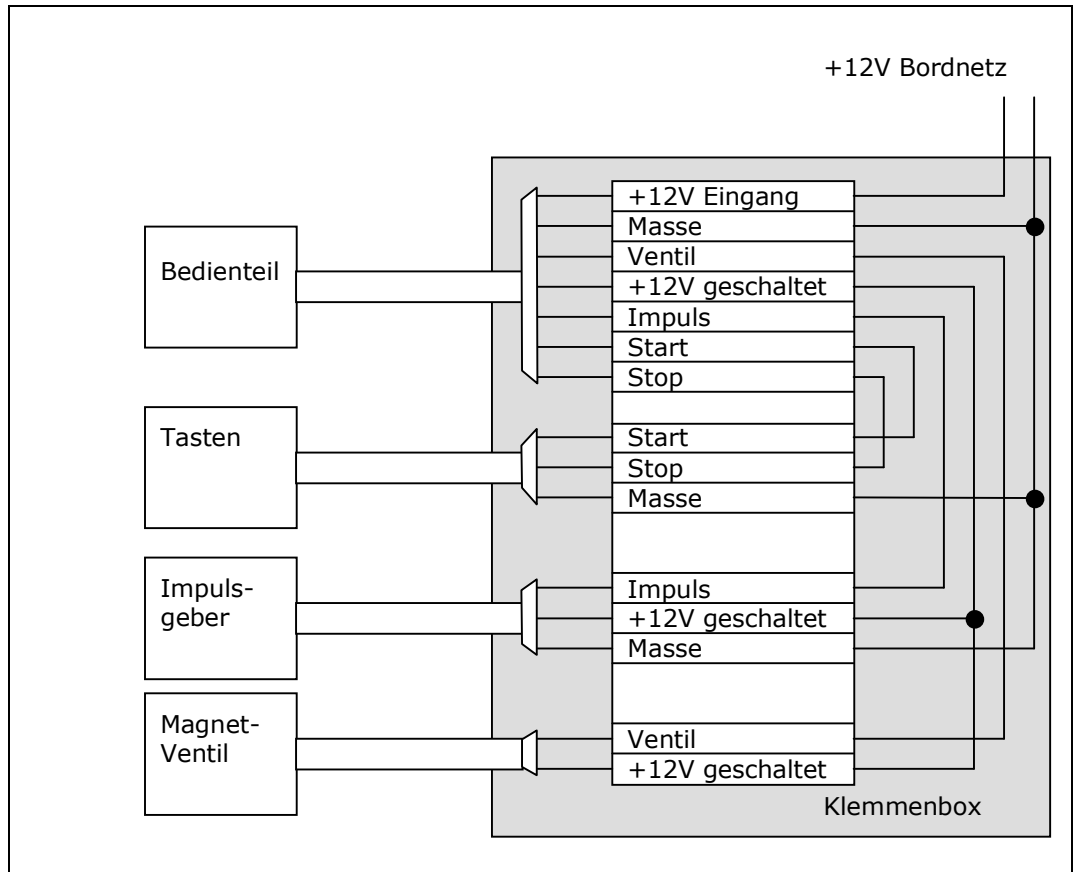 +12V Bordnetz
Bedienteil
+12V Eingang
Masse
Ventil
+12V geschaltet
Impuls
Start
Stop
Tasten
Start
Stop
Masse
Impuls-
geber
Impuls
+12V geschaltet
Masse
Magnet-
Ventil
Ventil
+12V geschaltet
Klemmenbox